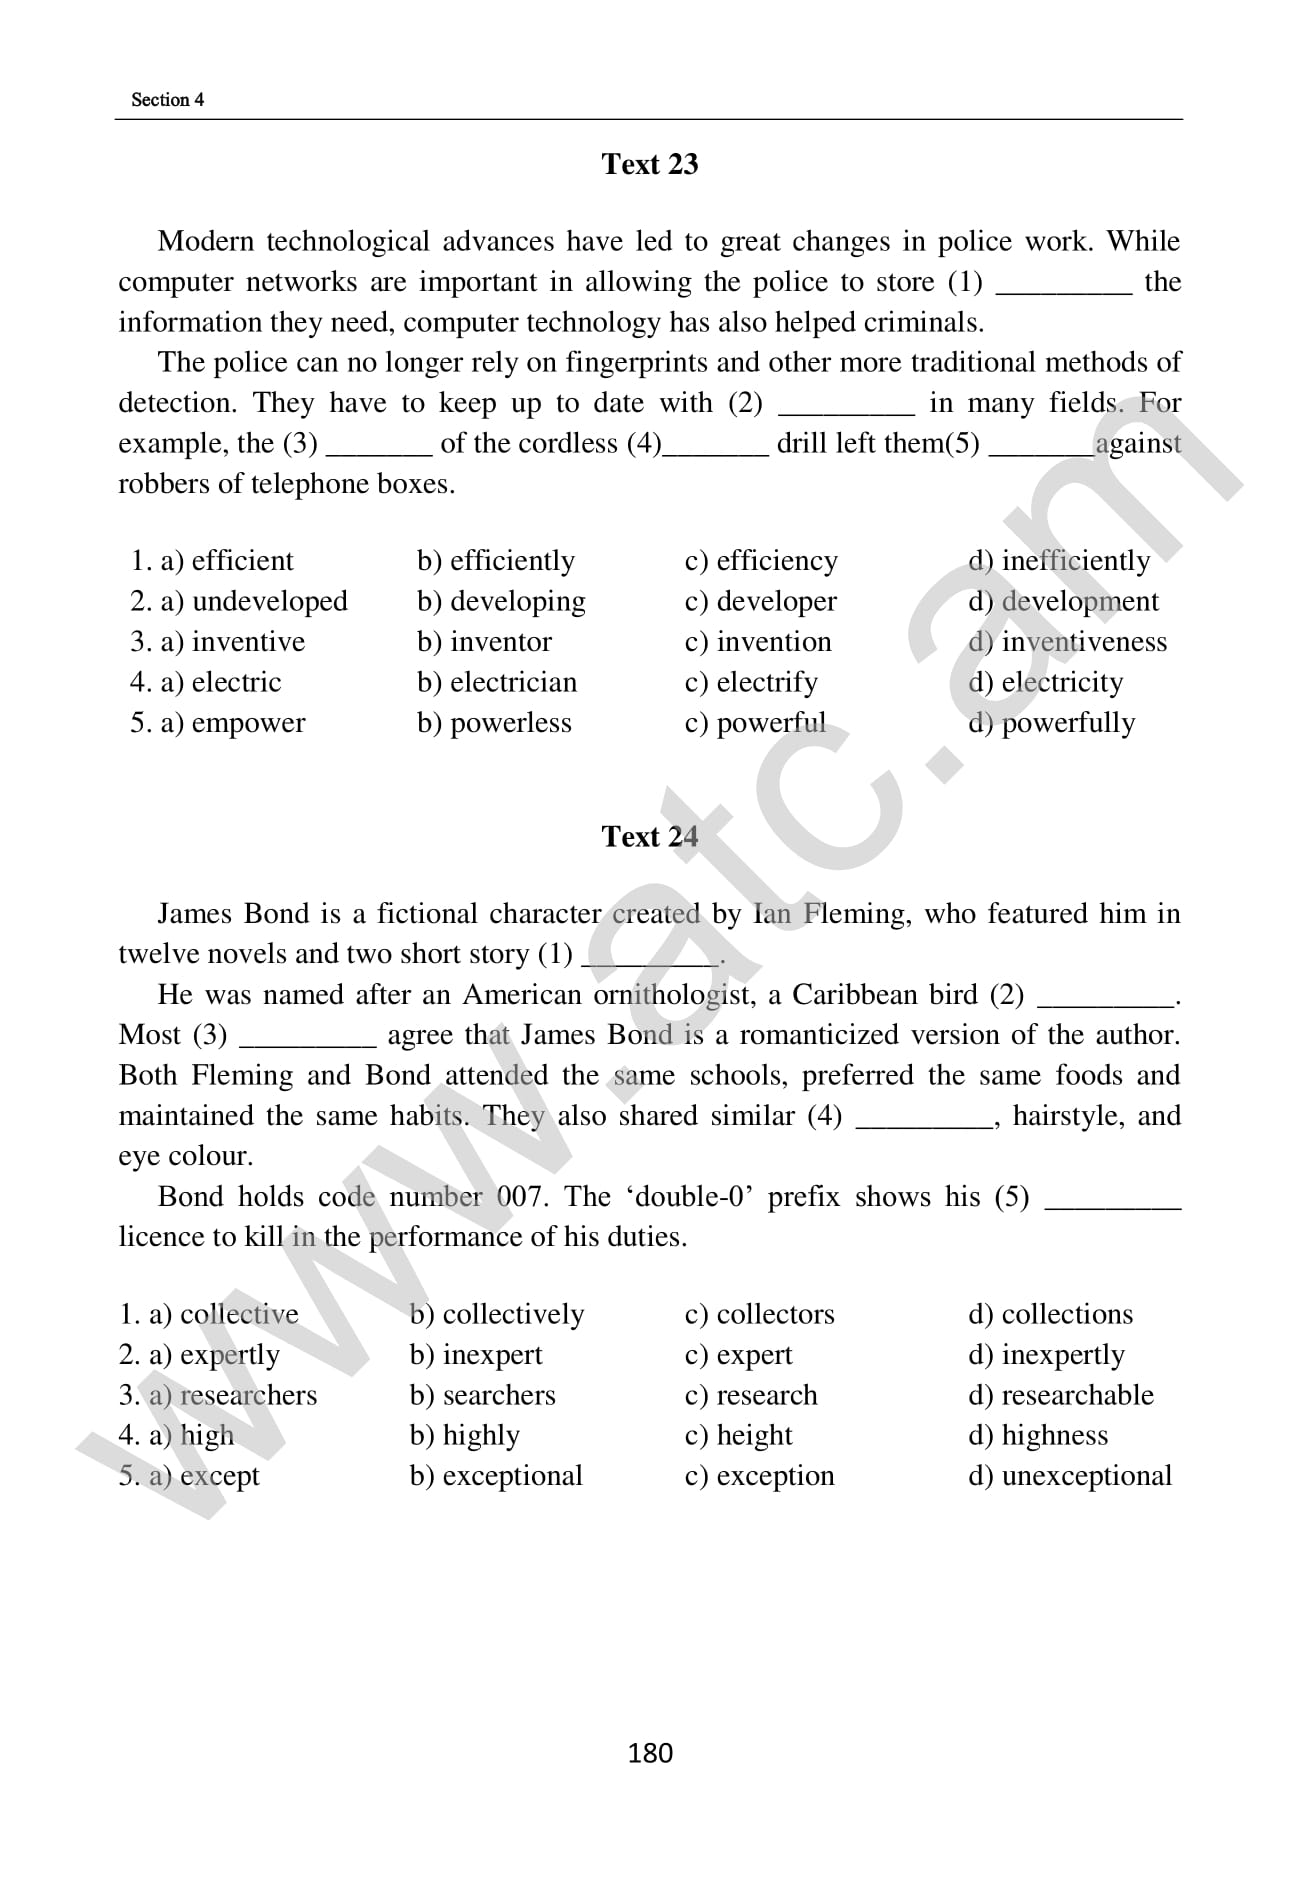 Section 4
Text 23
Modern technological advances have led to great changes in police work. While
computer networks are important in allowing the police to store (1) _________ the
information they need, computer technology has also helped criminals.
The police can no longer rely on fingerprints and other more traditional methods of
detection. They have to keep up to date with (2) _________ in many fields. For
example, the (3) _______ of the cordless (4)_______ drill left them(5) _______against
robbers of telephone boxes.
1. a) efficient b) efficiently c) efficiency d) inefficiently
2. a) undeveloped b) developing c) developer d) development
3. a) inventive b) inventor c) invention d) inventiveness
4. a) electric b) electrician c) electrify d) electricity
5. a) empower b) powerless c) powerful d) powerfully
Text 24
James Bond is a fictional character created by Ian Fleming, who featured him in
twelve novels and two short story (1) _________.
He was named after an American ornithologist, a Caribbean bird (2) _________.
Most (3) _________ agree that James Bond is a romanticized version of the author.
Both Fleming and Bond attended the same schools, preferred the same foods and
maintained the same habits. They also shared similar (4) _________, hairstyle, and
eye colour.
Bond holds code number 007. The ‘double-0’ prefix shows his (5) _________
licence to kill in the performance of his duties.
1. a) collective b) collectively c) collectors d) collections
2. a) expertly b) inexpert c) expert d) inexpertly
3. a) researchers b) searchers c) research d) researchable
4. a) high b) highly c) height d) highness
5. a) except b) exceptional c) exception d) unexceptional
180
www.atc.am